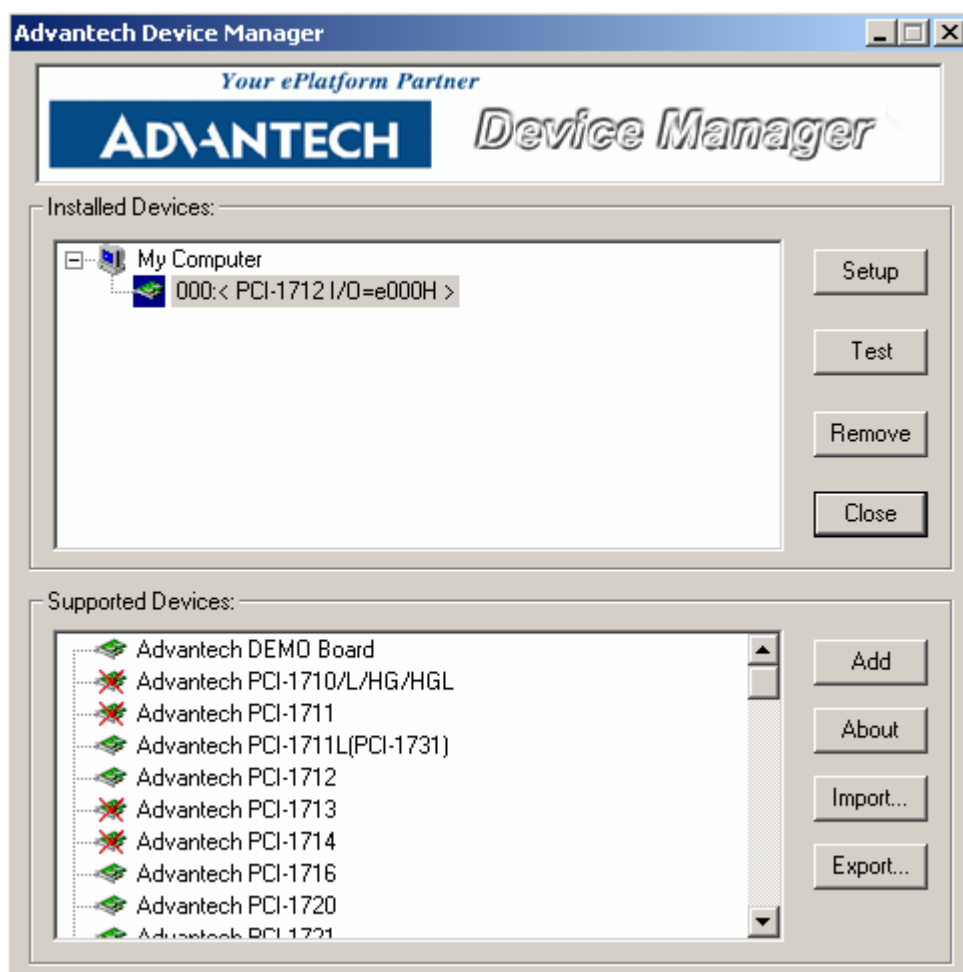 Advantech Device Manager
Your ePlatform Partner
ADVANTECH Device Manager
Installed Devices:
My Computer
000:< PCI-1712 I/O=e000H >
Setup
Test
Remove
Close
Supported Devices:
Advantech DEMO Board
Advantech PCI-1710/L/HG/HGL
Advantech PCI-1711
Advantech PCI-1711L(PCI-1731)
Advantech PCI-1712
Advantech PCI-1713
Advantech PCI-1714
Advantech PCI-1716
Advantech PCI-1720
Advantech PCI-1721
Add
About
Import...
Export...